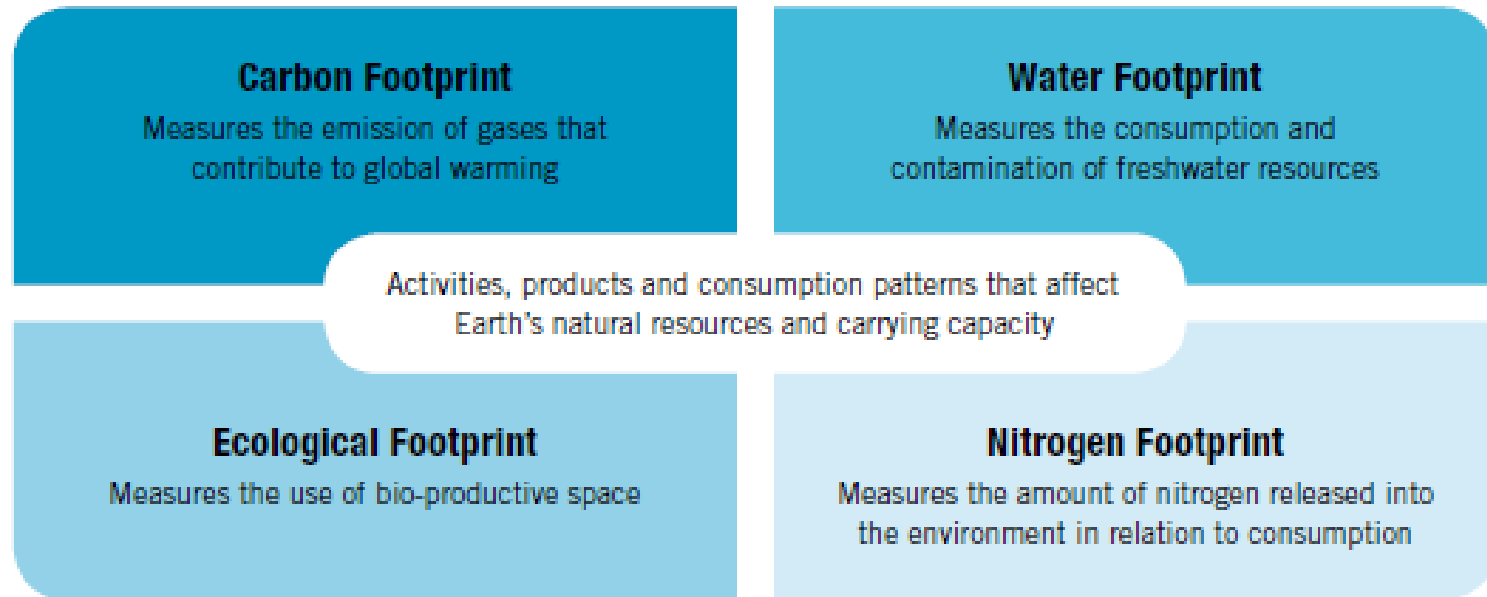 Carbon Footprint
Measures the emission of gases that
contribute to global warming
Water Footprint
Measures the consumption and
contamination of freshwater resources
Activities, products and consumption patterns that affect
Earth's natural resources and carrying capacity
Ecological Footprint
Measures the use of bio-productive space
Nitrogen Footprint
Measures the amount of nitrogen released into
the environment in relation to consumption